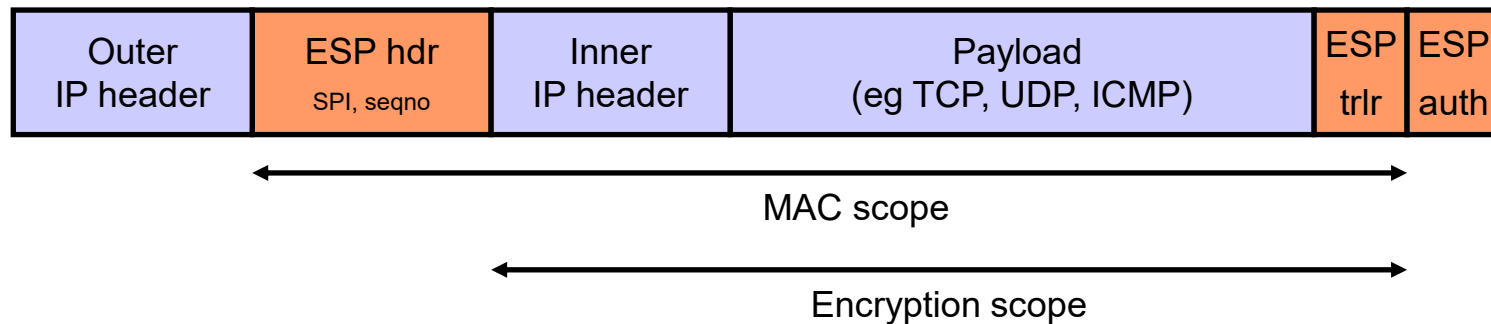 Outer
IP header
ESP hdr
SPI, seqno
Inner
IP header
Payload
(eg TCP, UDP, ICMP)
ESP
trlr
ESP
auth
MAC scope
Encryption scope